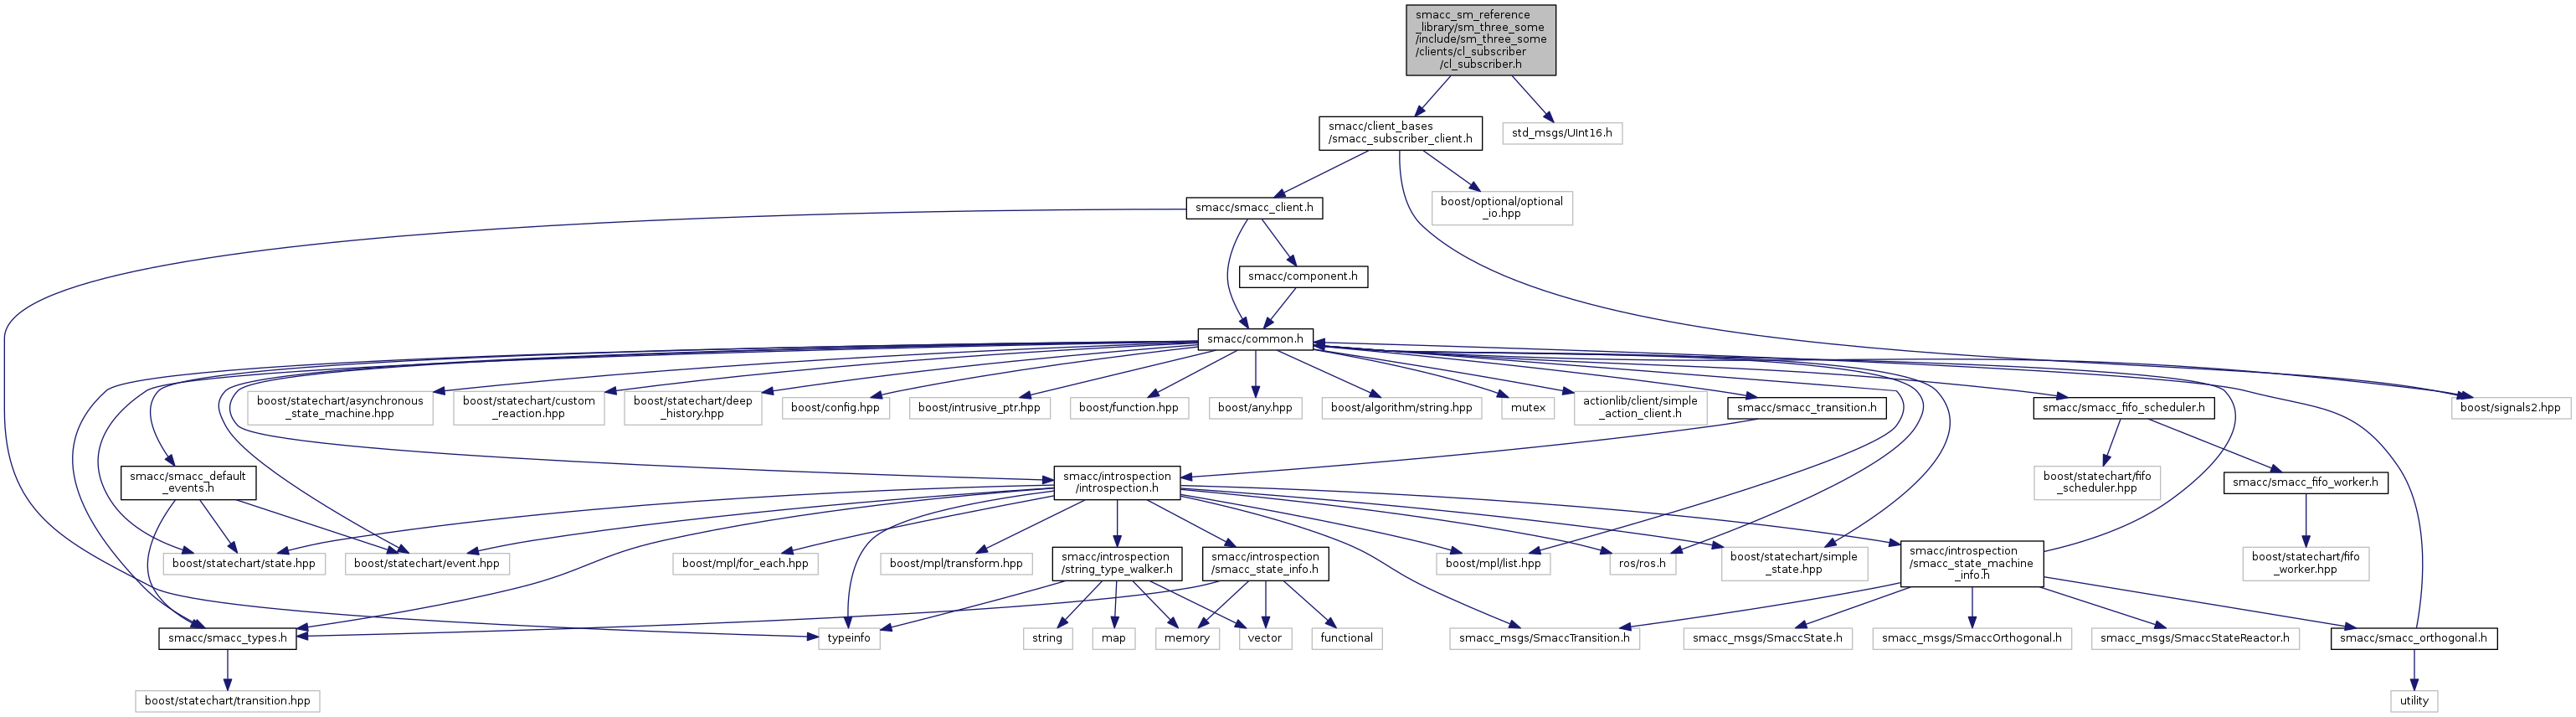 smacc_sm_reference
_library/sm_three_some
/include/sm_three_some
/clients/cl_subscriber
/cl_subscriber.h
smacc/client_bases
/smacc_subscriber_client.h
std_msgs/UInt16.h
smacc/smacc_client.h
boost/optional/optional
_io.hpp
smacc/component.h
smacc/common.h
boost/statechart/asynchronous
_state_machine.hpp
boost/statechart/custom
_reaction.hpp
boost/statechart/deep
_history.hpp
boost/config.hpp
boost/intrusive_ptr.hpp
boost/function.hpp
boost/any.hpp
boost/algorithm/string.hpp
mutex
actionlib/client/simple
_action_client.h
smacc/smacc_transition.h
smacc/smacc_fifo_scheduler.h
boost/signals2.hpp
smacc/smacc_default
_events.h
smacc/introspection
/introspection.h
boost/statechart/fifo
_scheduler.hpp
smacc/smacc_fifo_worker.h
boost/statechart/state.hpp
boost/statechart/event.hpp
boost/mpl/for_each.hpp
boost/mpl/transform.hpp
smacc/introspection
/string_type_walker.h
smacc/introspection
/smacc_state_info.h
boost/mpl/list.hpp
ros/ros.h
boost/statechart/simple
_state.hpp
smacc/introspection
/smacc_state_machine
_info.h
boost/statechart/fifo
_worker.hpp
smacc/smacc_types.h
typeinfo
string
map
memory
vector
functional
smacc_msgs/SmaccTransition.h
smacc_msgs/SmaccState.h
smacc_msgs/SmaccOrthogonal.h
smacc_msgs/SmaccStateReactor.h
smacc/smacc_orthogonal.h
boost/statechart/transition.hpp
utility